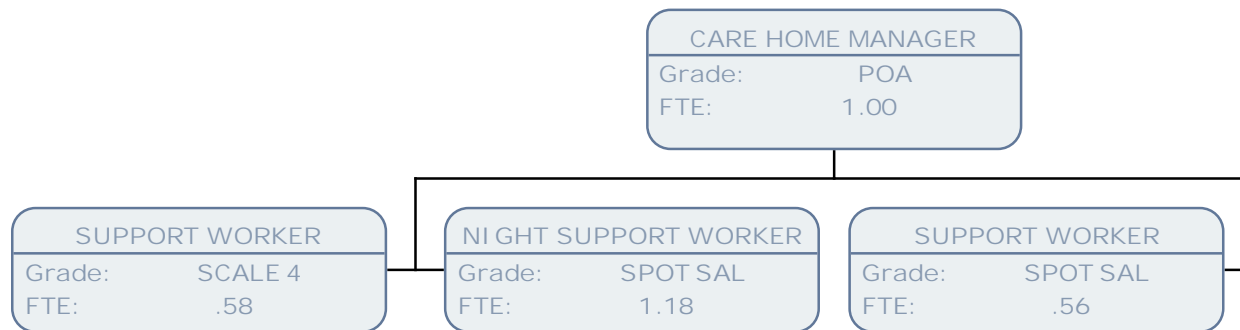 CARE HOME MANAGER
Grade: POA
FTE: 1.00
SUPPORT WORKER
Grade: SCALE 4
FTE: .58
NIGHT SUPPORT WORKER
Grade: SPOT SAL
FTE: 1.18
SUPPORT WORKER
Grade: SPOT SAL
FTE: .56